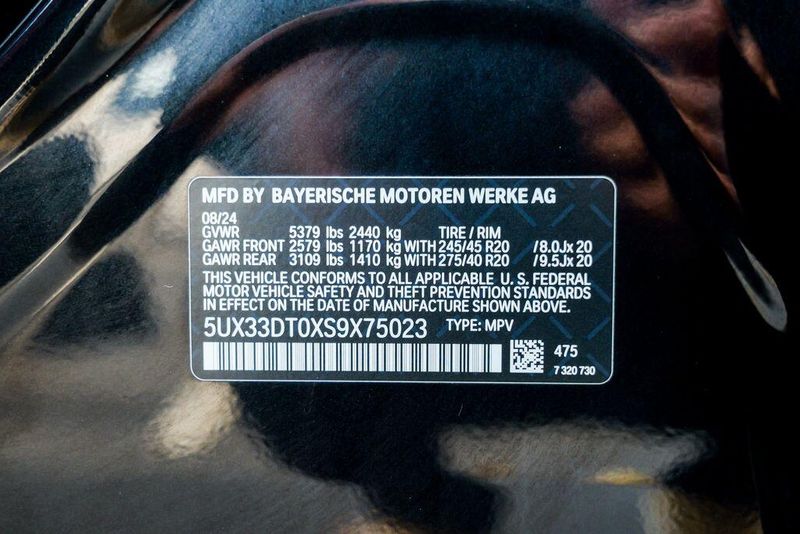 MFD BY BAYERISCHE MOTOREN WERKE AG
08/24
GVWR 5379 lbs 2440 kg TIRE / RIM
GAWR FRONT 2579 lbs 1170 kg WITH 245/45 R20 /8.0Jx 20
GAWR REAR 3109 lbs 1410 kg WITH 275/40 R20 /9.5Jx 20
THIS VEHICLE CONFORMS TO ALL APPLICABLE U. S. FEDERAL
MOTOR VEHICLE SAFETY AND THEFT PREVENTION STANDARDS
IN EFFECT ON THE DATE OF MANUFACTURE SHOWN ABOVE.
5UX33DT0XS9X75023 TYPE: MPV
475
7 320 730